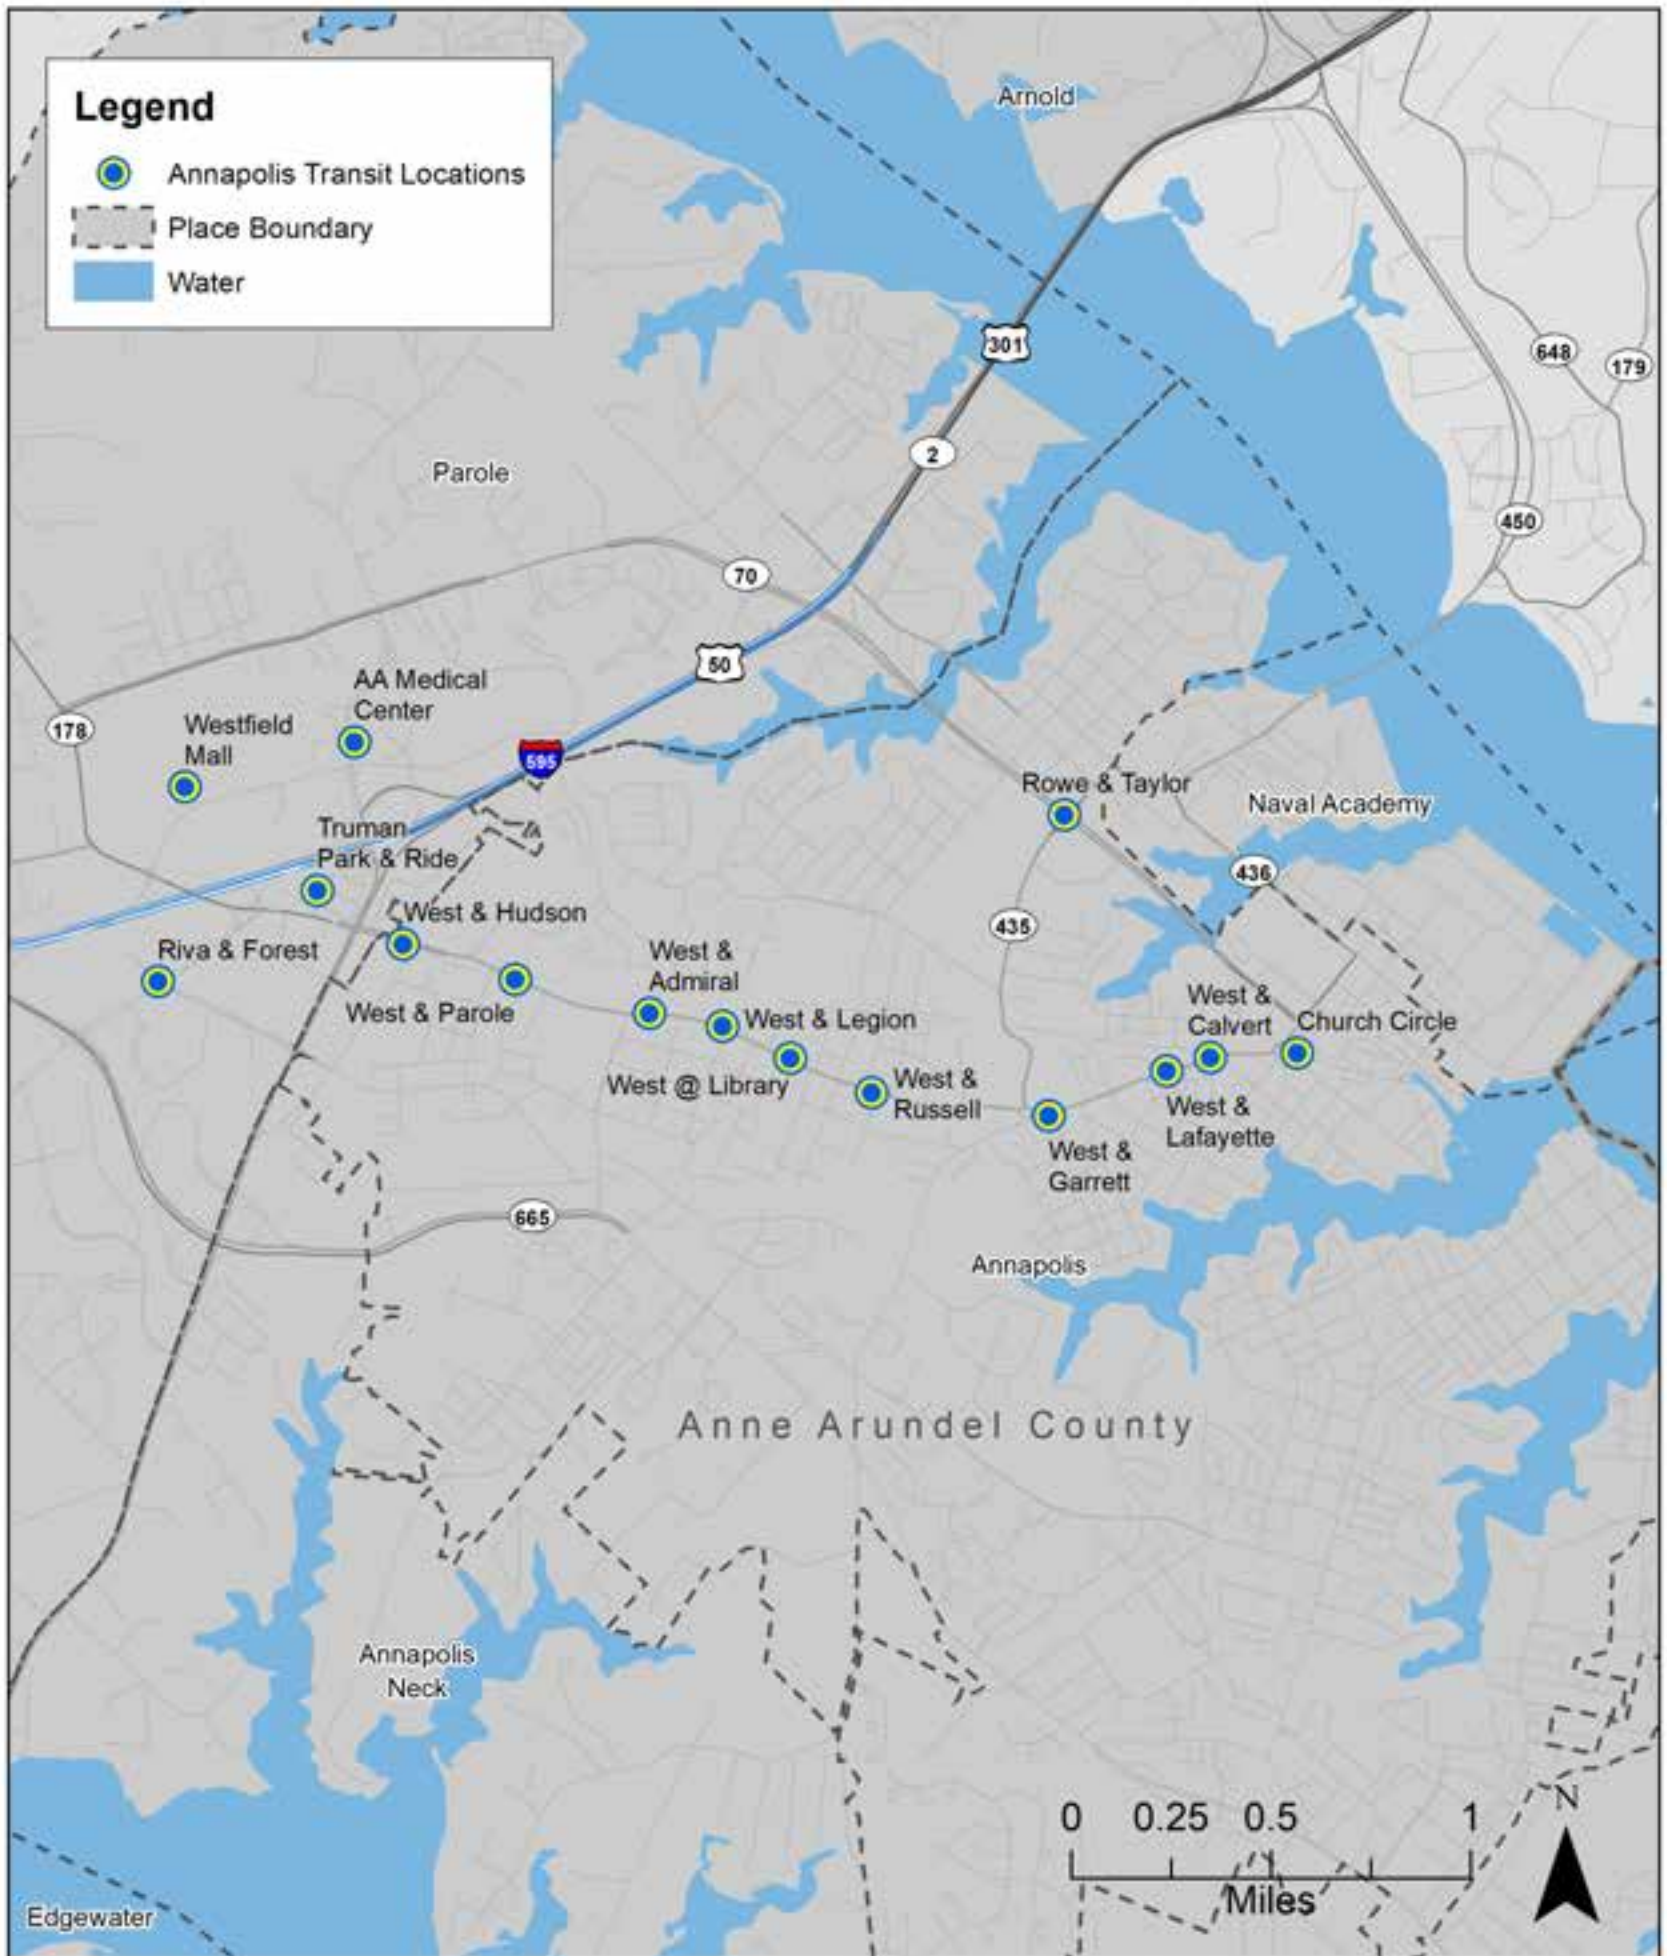 Legend
Annapolis Transit Locations
Place Boundary
Water
Arnold
301
648
179
2
Parole
450
70
50
AA Medical
Center
178
Westfield
Mall
595
Rowe & Taylor
Naval Academy
Truman
Park & Ride
436
West & Hudson
435
Riva & Forest
West &
Admiral
West & Parole
West & Legion
West &
Calvert
Church Circle
West @ Library
West &
Russell
West &
Lafayette
West &
Garrett
665
Annapolis
Anne Arundel County
Annapolis
Neck
0 0.25 0.5 1
Miles
N
Edgewater